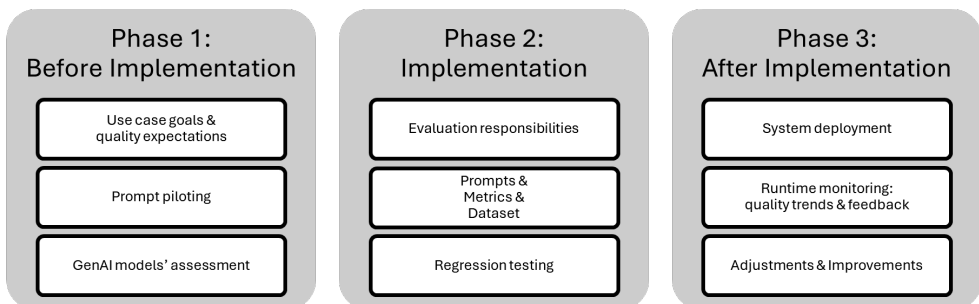 Phase 1:
Before Implementation
Use case goals &
quality expectations
Prompt piloting
GenAI models’ assessment
Phase 2:
Implementation
Evaluation responsibilities
Prompts &
Metrics &
Dataset
Regression testing
Phase 3:
After Implementation
System deployment
Runtime monitoring:
quality trends & feedback
Adjustments & Improvements